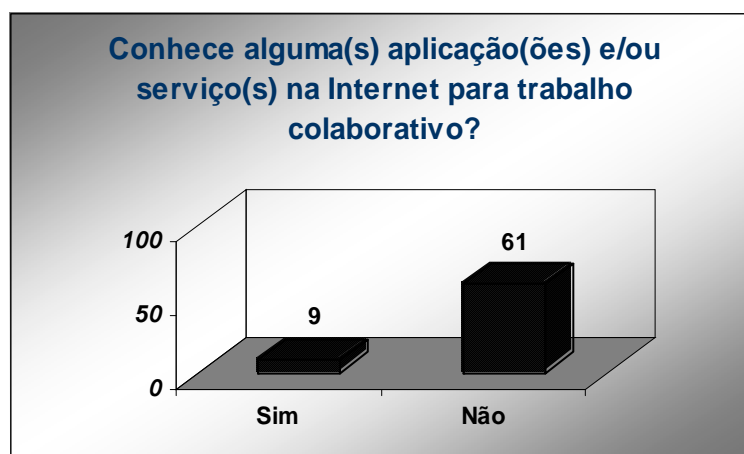 Conhece alguma(s) aplicação(ões) e/ou
serviço(s) na Internet para trabalho
colaborativo?
100
61
50
9
0
Sim Não